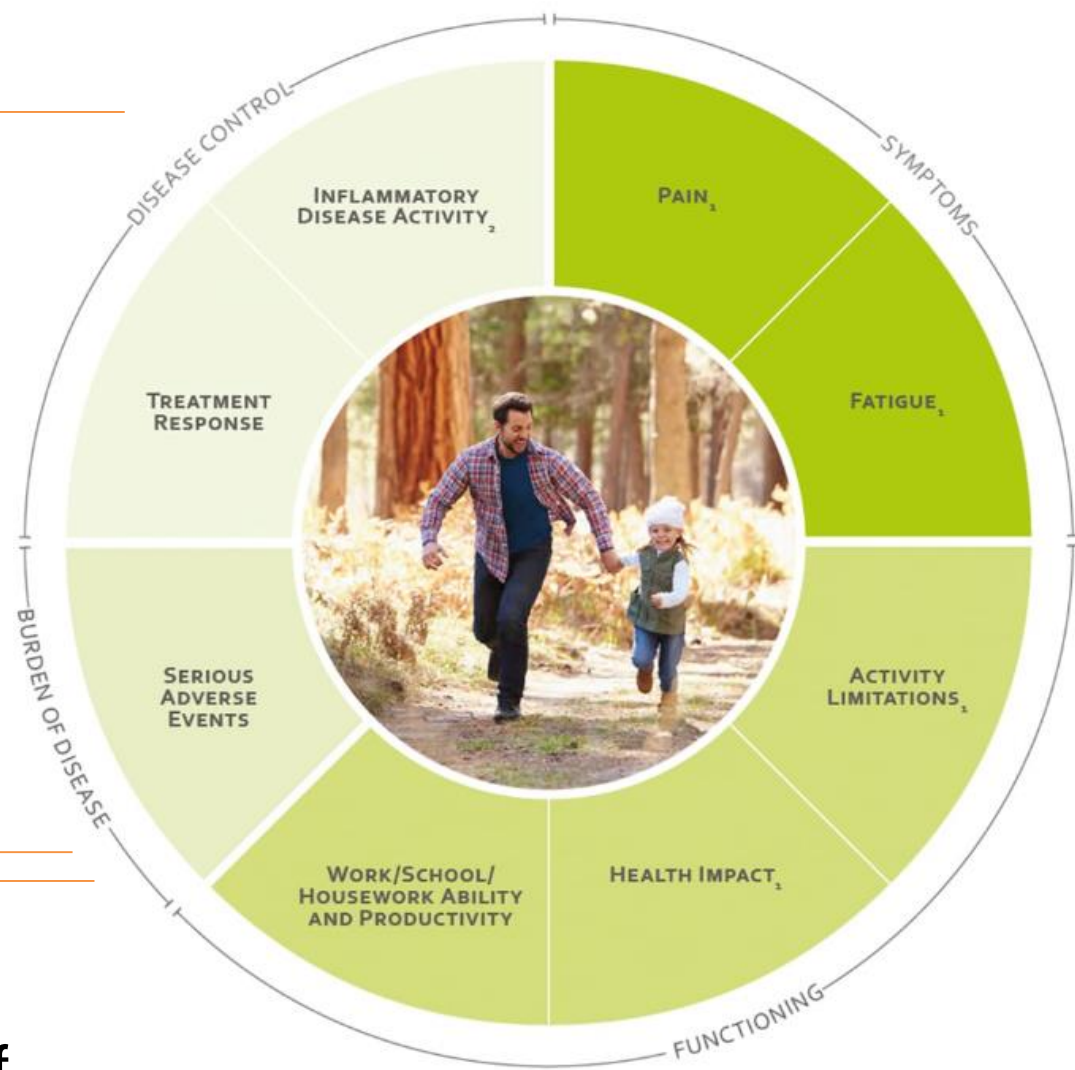 DISEASE CONTROL
SYMPTOMS
INFLAMMATORY
DISEASE ACTIVITY₂
PAIN₁
TREATMENT
RESPONSE
FATIGUE₁
SERIOUS
ADVERSE
EVENTS
ACTIVITY
LIMITATIONS₁
BURDEN OF DISEASE
WORK/SCHOOL/
HOUSEWORK ABILITY
AND PRODUCTIVITY
HEALTH IMPACT₁
FUNCTIONING
f